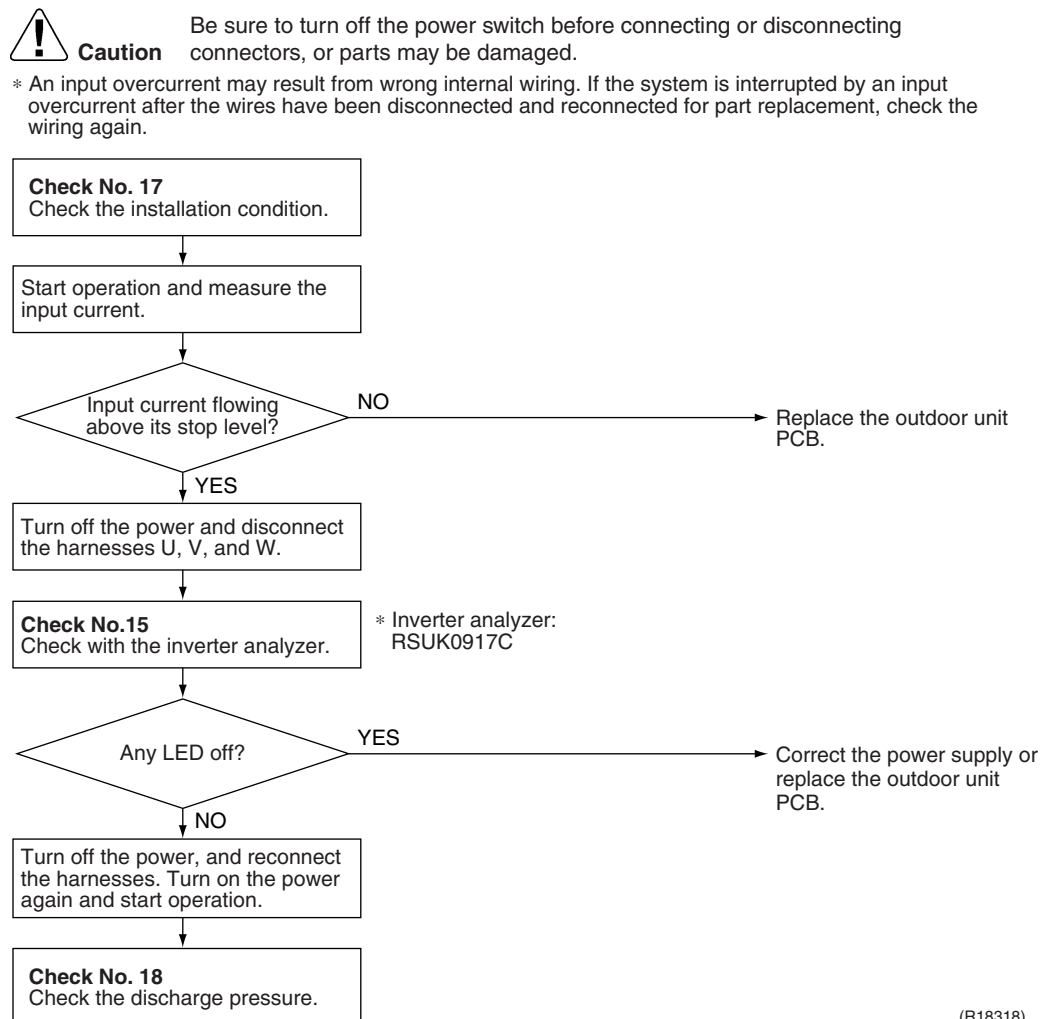 Be sure to turn off the power switch before connecting or disconnecting
Caution connectors, or parts may be damaged.
* An input overcurrent may result from wrong internal wiring. If the system is interrupted by an input
overcurrent after the wires have been disconnected and reconnected for part replacement, check the
wiring again.
Check No. 17
Check the installation condition.
Start operation and measure the
input current.
Input current flowing
above its stop level?
NO
Replace the outdoor unit
PCB.
YES
Turn off the power and disconnect
the harnesses U, V, and W.
Check No.15
Check with the inverter analyzer.
* Inverter analyzer:
RSUK0917C
Any LED off?
YES
Correct the power supply or
replace the outdoor unit
PCB.
NO
Turn off the power, and reconnect
the harnesses. Turn on the power
again and start operation.
Check No. 18
Check the discharge pressure.
(R18318)